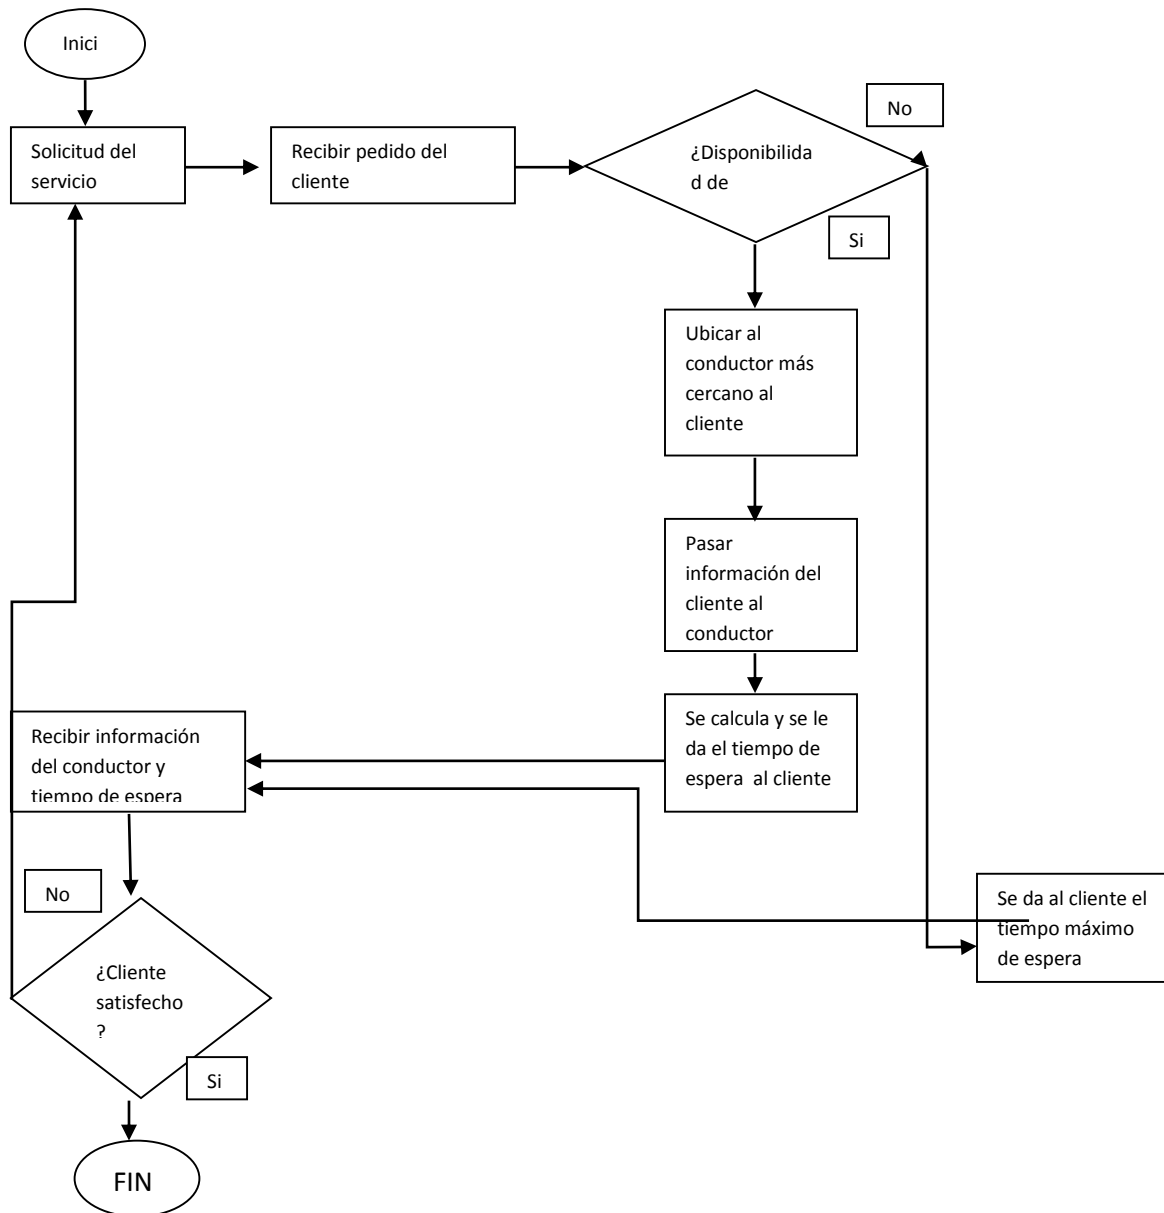 Inici
Solicitud del
servicio
Recibir pedido del
cliente
¿Disponibilida
d de
No
Si
Ubicar al
conductor más
cercano al
cliente
Pasar
información del
cliente al
conductor
Se calcula y se le
da el tiempo de
espera al cliente
Recibir información
del conductor y
tiempo de espera
Se da al cliente el
tiempo máximo
de espera
No
¿Cliente
satisfecho
?
Si
FIN